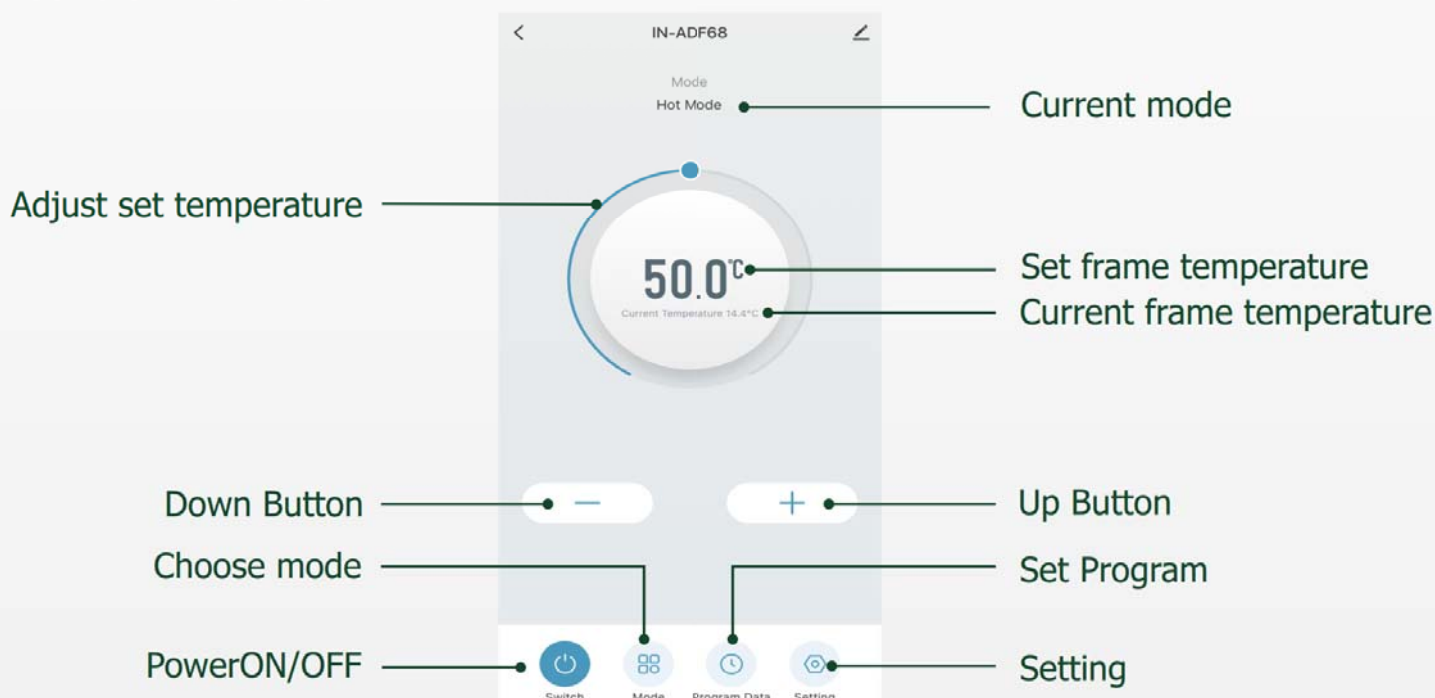 IN-ADF68
Mode
Hot Mode
Current mode
Adjust set temperature
50.0°C
Set frame temperature
Current Temperature 14.4°C
Current frame temperature
Down Button
Up Button
Choose mode
Set Program
PowerON/OFF
Setting
Switch
Mode
Program Data
Setting